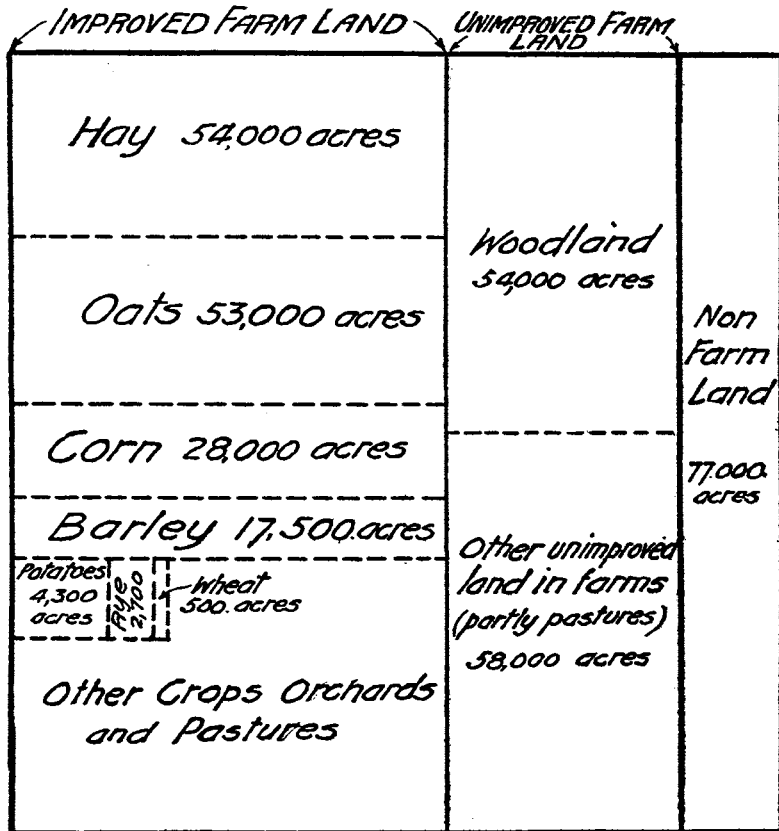 IMPROVED FARM LAND
UNIMPROVED FARM
LAND
Hay 54,000 acres
Oats 53,000 acres
Corn 28,000 acres
Barley 17,500.acres
Potatoes
4,300
acres
Rye
2,700
Wheat
500. acres
Other Crops Orchards
and Pastures
Woodland
54,000 acres
Other unimproved
land in farms
(partly pastures)
58,000 acres
Non
Farm
Land
77,000.
acres